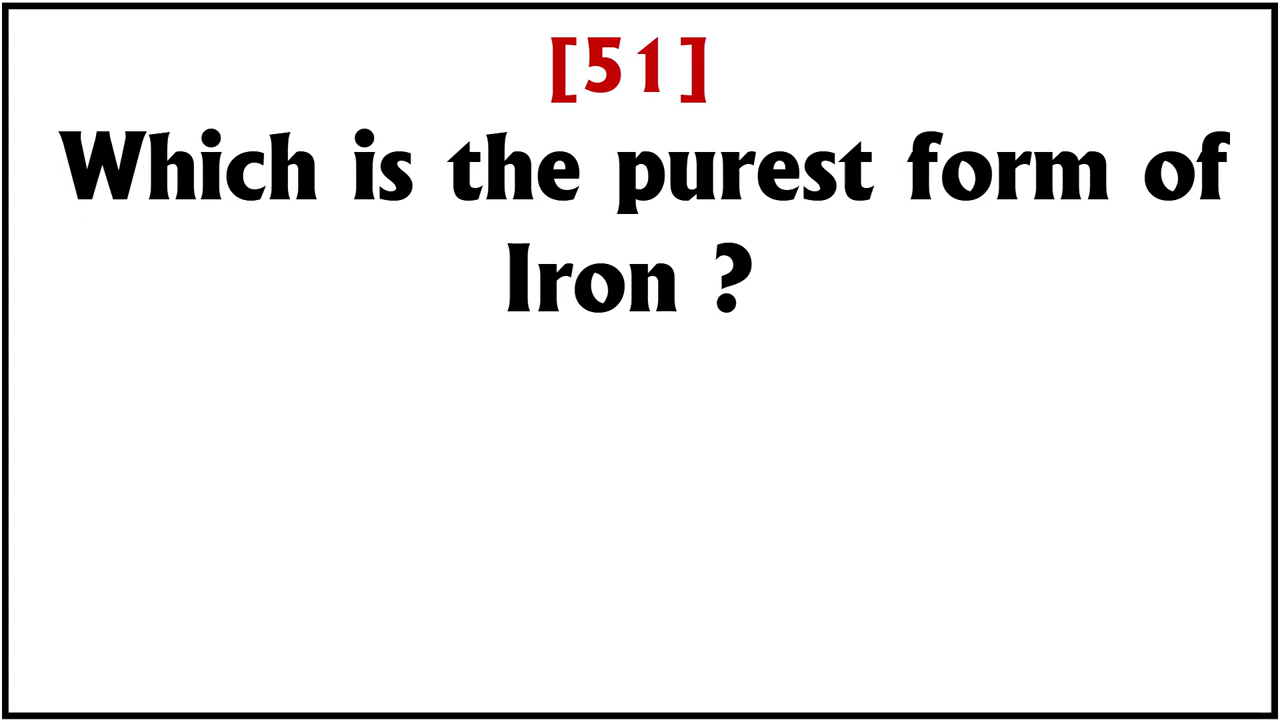 [51]
Which is the purest form of
Iron ?